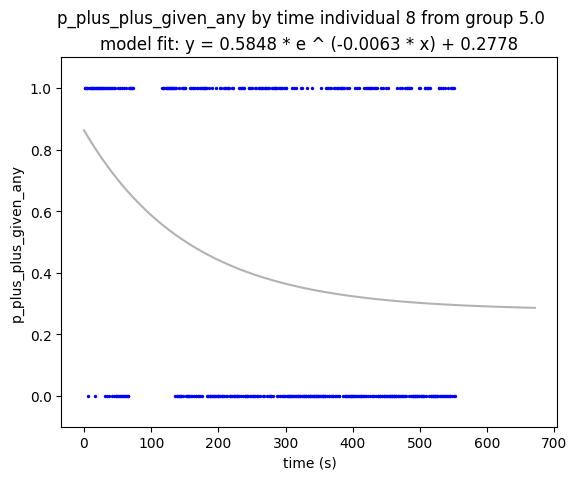 p_plus_plus_given_any by time individual 8 from group 5.0
model fit: y = 0.5848 * e ^ (-0.0063 * x) + 0.2778
1.0
0.8
0.6
0.4
0.2
0.0
p_plus_plus_given_any
0 100 200 300 400 500 600 700
time (s)